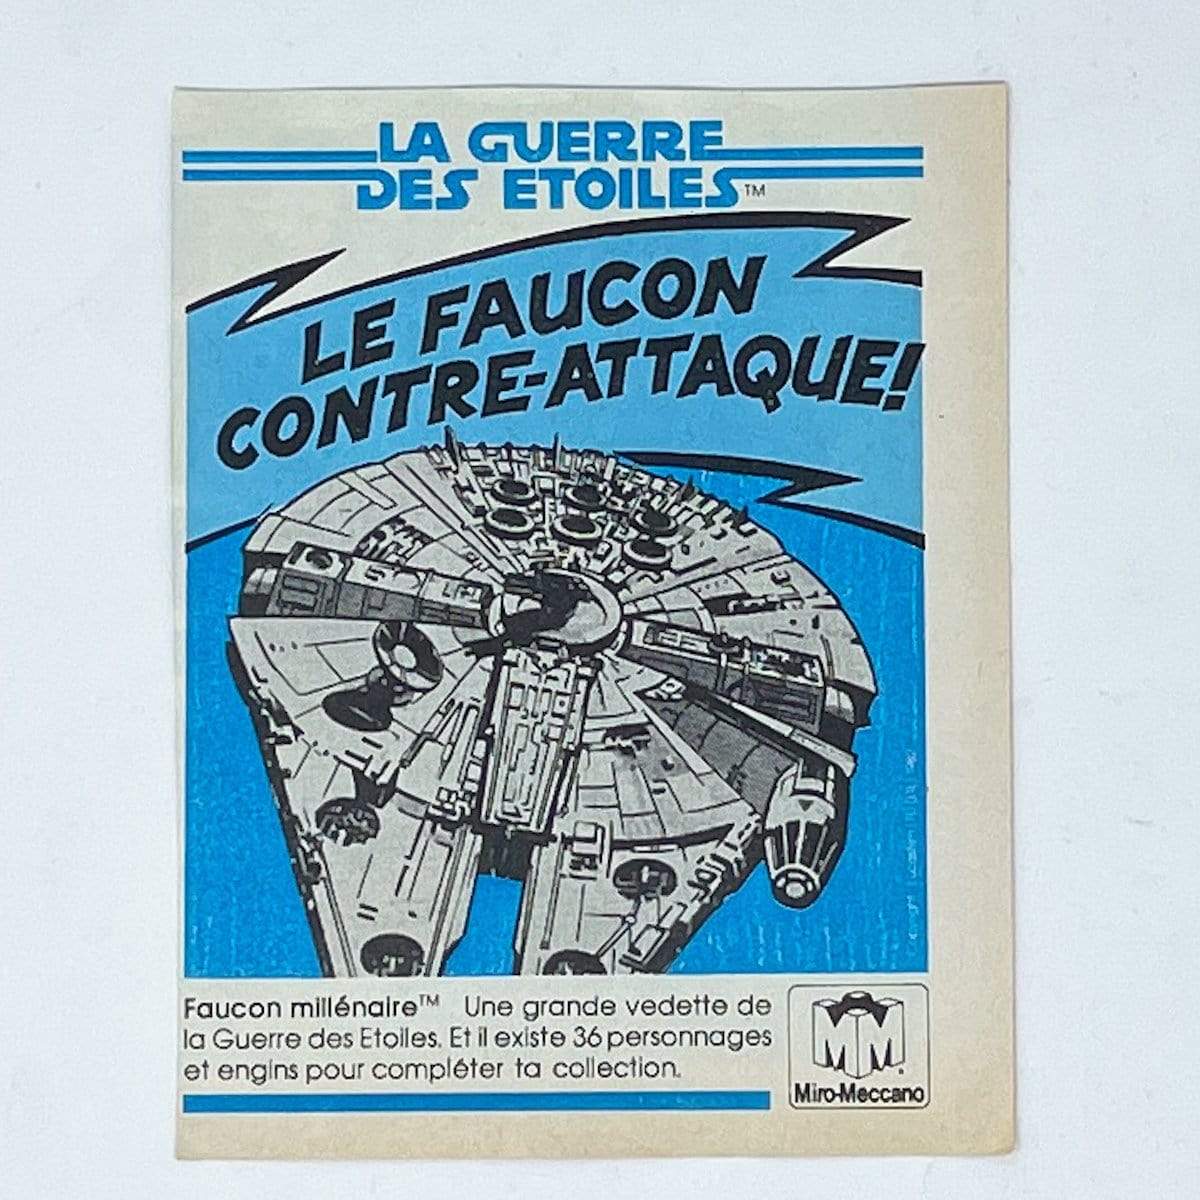 LA GUERRE
DES ETOILES™
LE FAUCON
CONTRE-ATTAQUE!
Faucon millénaire™ Une grande vedette de
la Guerre des Etoiles. Et il existe 36 personnages
et engins pour compléter ta collection.
Miro-Meccano